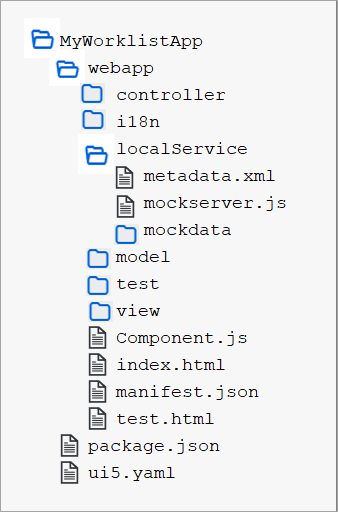 MyWorklistApp
webapp
controller
i18n
localService
metadata.xml
mockserver.js
mockdata
model
test
view
Component.js
index.html
manifest.json
test.html
package.json
ui5.yaml